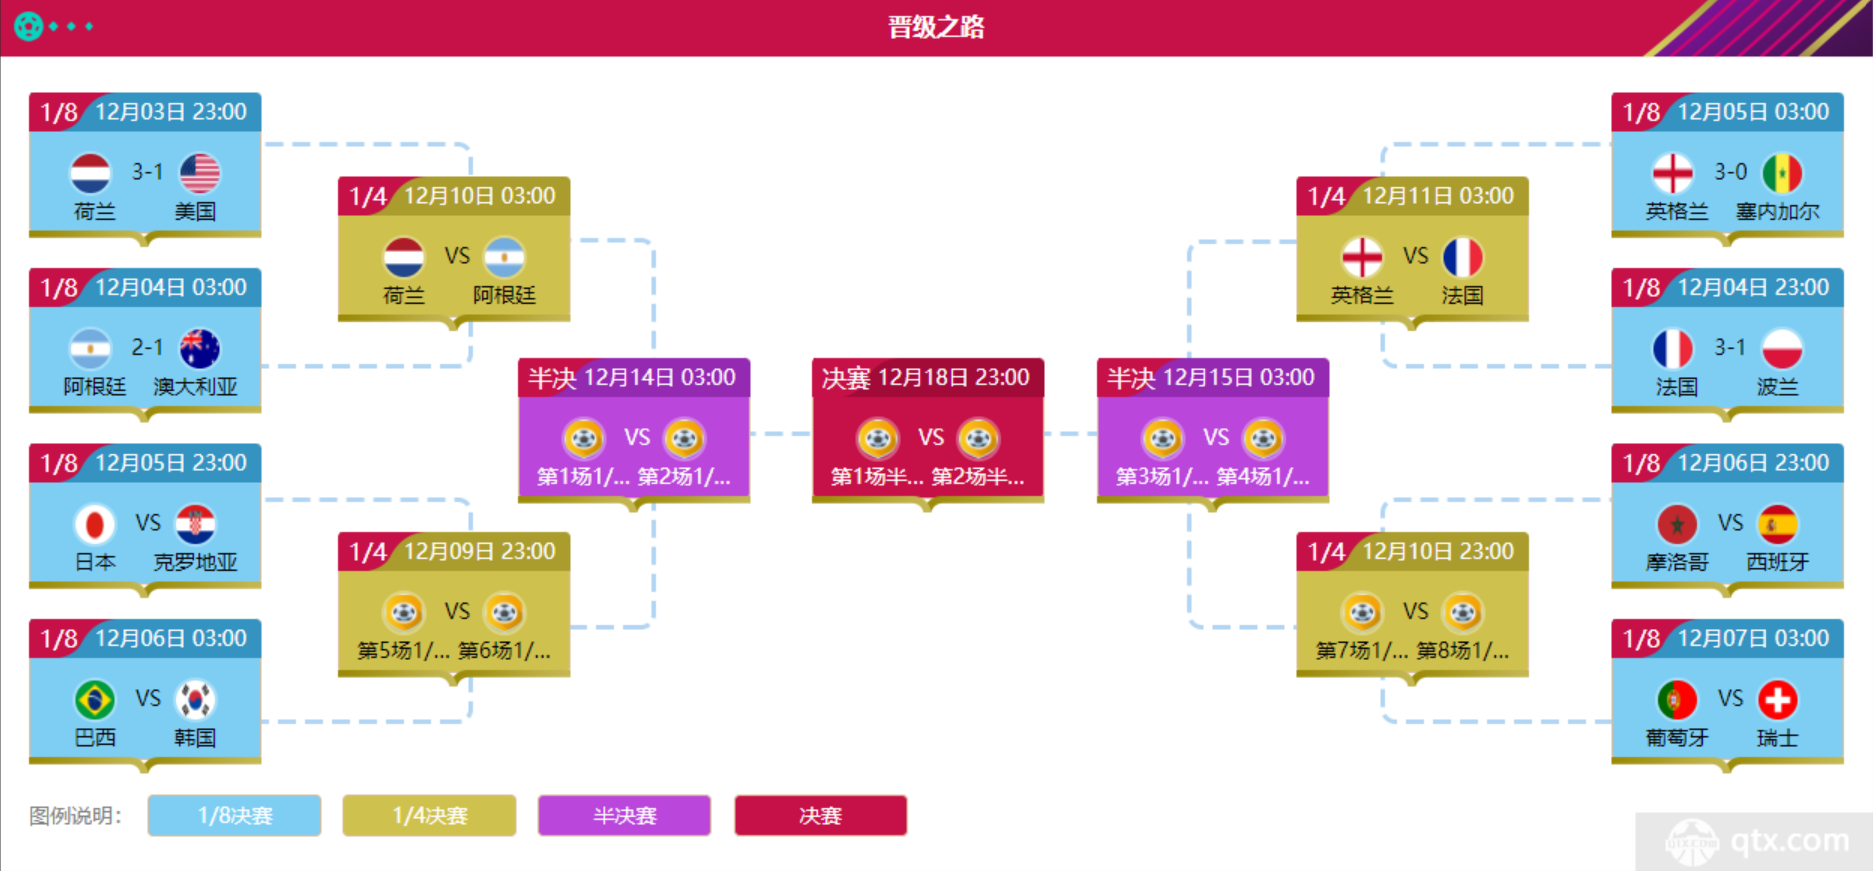 晋级之路
1/8 12月03日 23:00
3-1
荷兰 美国
1/8 12月04日 03:00
2-1
阿根廷 澳大利亚
1/8 12月05日 23:00
VS
日本 克罗地亚
1/8 12月06日 03:00
VS
巴西 韩国
1/4 12月10日 03:00
VS
荷兰 阿根廷
1/4 12月09日 23:00
VS
第5场1/... 第6场1/...
半决 12月14日 03:00
VS
第1场1/... 第2场1/...
决赛 12月18日 23:00
VS
第1场半... 第2场半...
半决 12月15日 03:00
VS
第3场1/... 第4场1/...
1/4 12月11日 03:00
VS
英格兰 法国
1/4 12月10日 23:00
VS
第7场1/... 第8场1/...
1/8 12月05日 03:00
3-0
英格兰 塞内加尔
1/8 12月04日 23:00
3-1
法国 波兰
1/8 12月06日 23:00
VS
摩洛哥 西班牙
1/8 12月07日 03:00
VS
葡萄牙 瑞士
图例说明： 1/8决赛 1/4决赛 半决赛 决赛
QTX.COM qtx.com